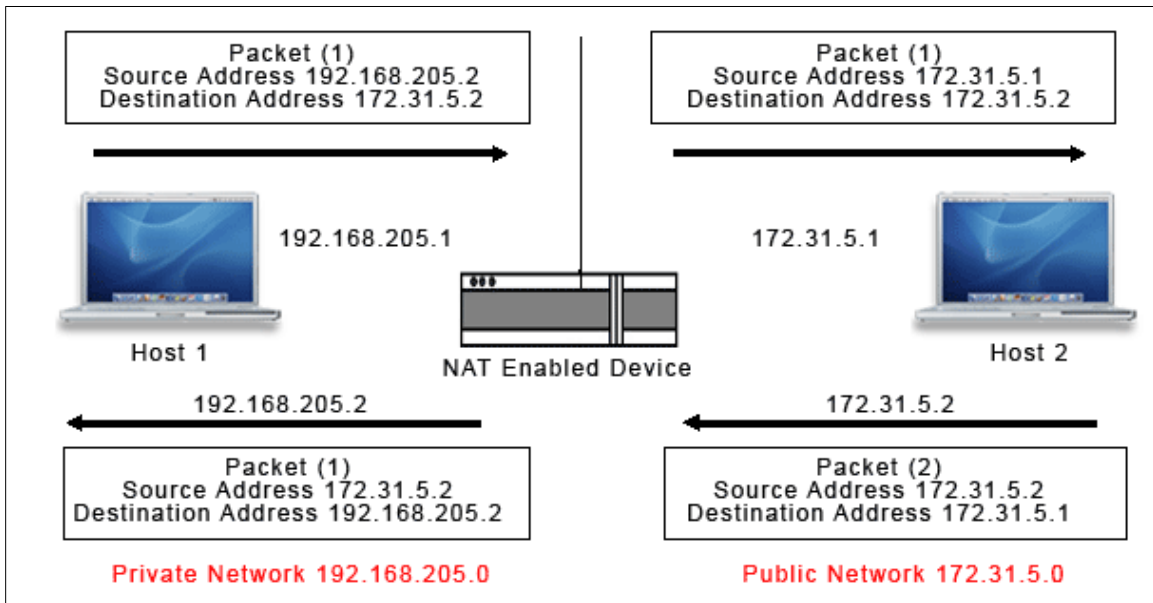 Packet (1)
Source Address 192.168.205.2
Destination Address 172.31.5.2
Packet (1)
Source Address 172.31.5.1
Destination Address 172.31.5.2
192.168.205.1
172.31.5.1
Host 1
NAT Enabled Device
Host 2
192.168.205.2
172.31.5.2
Packet (1)
Source Address 172.31.5.2
Destination Address 192.168.205.2
Packet (2)
Source Address 172.31.5.2
Destination Address 172.31.5.1
Private Network 192.168.205.0
Public Network 172.31.5.0